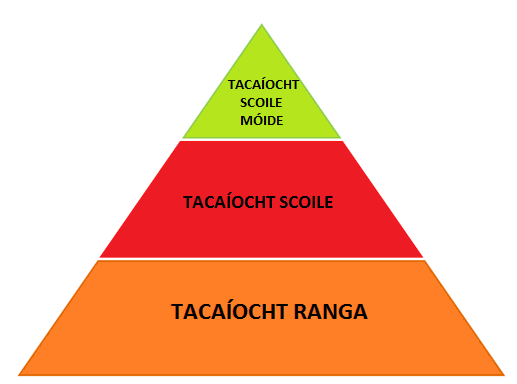 TACAÍOCHT
SCOILE
MÓIDE
TACAÍOCHT SCOILE
TACAÍOCHT RANGA